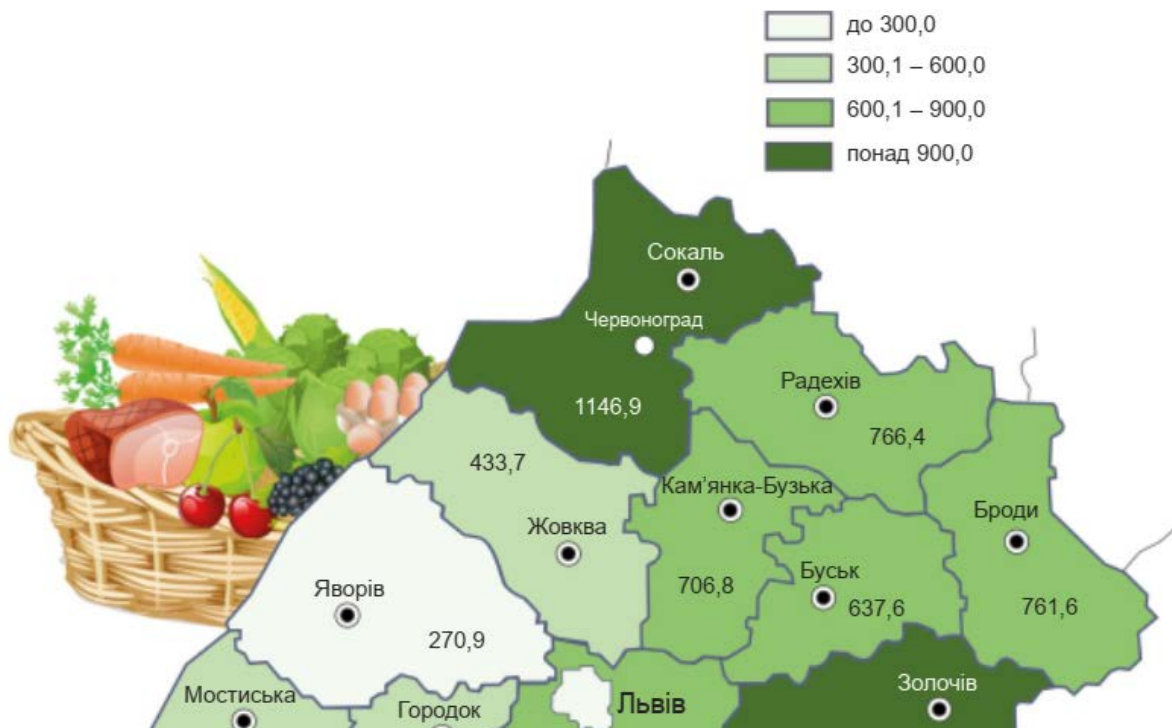 до 300,0
300,1 – 600,0
600,1 – 900,0
понад 900,0
Сокаль
Червоноград
1146,9
Радехів
766,4
433,7
Кам’янка-Бузька
Жовква
Броди
706,8
Буськ
637,6
761,6
Яворів
270,9
Мостиська
Городок
Львів
Золочів